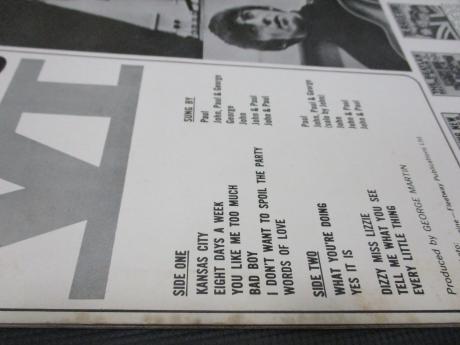 VI
SIDE ONE SUNG BY
KANSAS CITY Paul
EIGHT DAYS A WEEK John, Paul & George
YOU LIKE ME TOO MUCH George
BAD BOY John
I DON'T WANT TO SPOIL THE PARTY John & Paul
WORDS OF LOVE John & Paul
SIDE TWO
WHAT YOU'RE DOING Paul
YES IT IS John, Paul & George
(solo by John)
DIZZY MISS LIZZIE John
TELL ME WHAT YOU SEE John & Paul
EVERY LITTLE THING John & Paul
Produced by GEORGE MARTIN